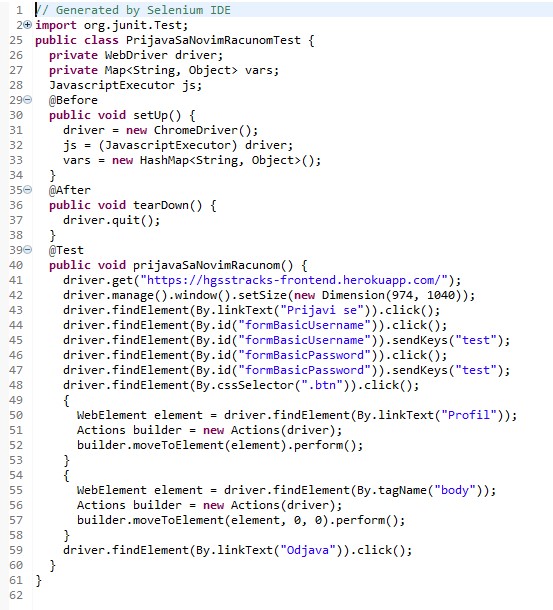 1 // Generated by Selenium IDE
2 import org.junit.Test;
25 public class PrijavaSaNovimRacunomTest {
26   private WebDriver driver;
27   private Map<String, Object> vars;
28   JavascriptExecutor js;
29   @Before
30   public void setUp() {
31     driver = new ChromeDriver();
32     js = (JavascriptExecutor) driver;
33     vars = new HashMap<String, Object>();
34   }
35   @After
36   public void tearDown() {
37     driver.quit();
38   }
39   @Test
40   public void prijavaSaNovimRacunom() {
41     driver.get("https://hgsstracks-frontend.herokuapp.com/");
42     driver.manage().window().setSize(new Dimension(974, 1040));
43     driver.findElement(By.linkText("Prijavi se")).click();
44     driver.findElement(By.id("formBasicUsername")).click();
45     driver.findElement(By.id("formBasicUsername")).sendKeys("test");
46     driver.findElement(By.id("formBasicPassword")).click();
47     driver.findElement(By.id("formBasicPassword")).sendKeys("test");
48     driver.findElement(By.cssSelector(".btn")).click();
49     {
50       WebElement element = driver.findElement(By.linkText("Profil"));
51       Actions builder = new Actions(driver);
52       builder.moveToElement(element).perform();
53     }
54     {
55       WebElement element = driver.findElement(By.tagName("body"));
56       Actions builder = new Actions(driver);
57       builder.moveToElement(element, 0, 0).perform();
58     }
59     driver.findElement(By.linkText("Odjava")).click();
60   }
61 }
62